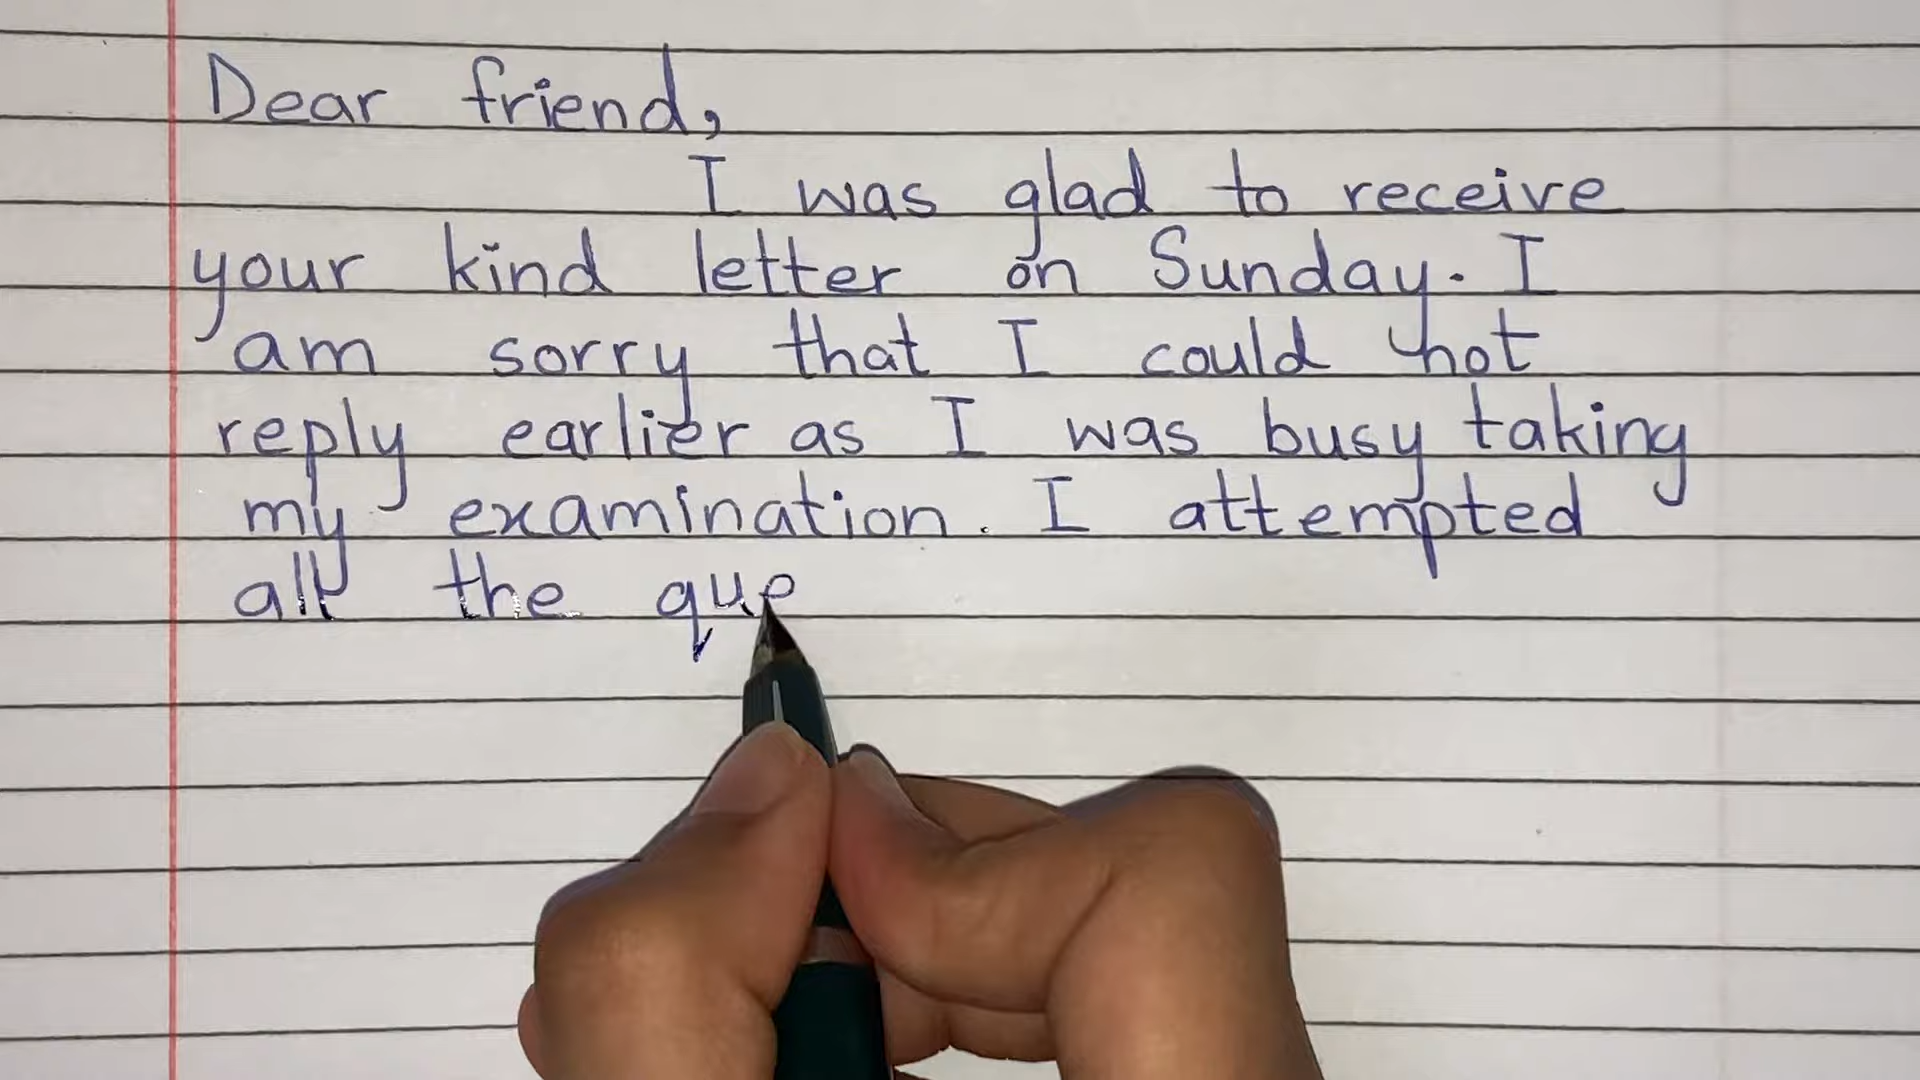 Dear friend,
I was glad to receive
your kind letter on Sunday. I
am sorry that I could not
reply earlier as I was busy taking
my examination. I attempted
all the que